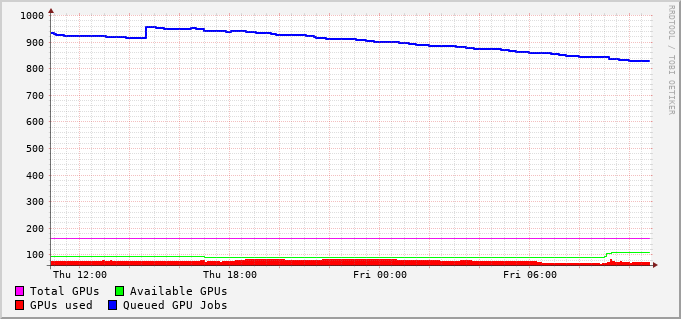 1000
900
800
700
600
500
400
300
200
100
Thu 12:00 Thu 18:00 Fri 00:00 Fri 06:00
Total GPUs Available GPUs
GPUs used Queued GPU Jobs
RRDTOOL / TOBI OETIKER